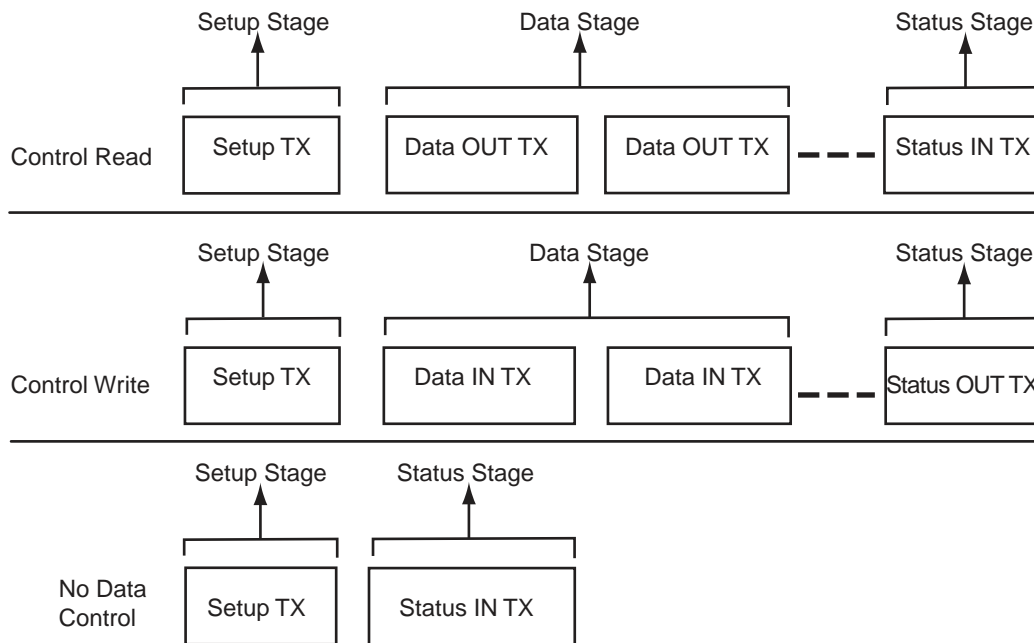 Setup Stage Data Stage Status Stage
Control Read Setup TX Data OUT TX Data OUT TX Status IN TX
Setup Stage Data Stage Status Stage
Control Write Setup TX Data IN TX Data IN TX Status OUT TX
Setup Stage Status Stage
No Data
Control Setup TX Status IN TX